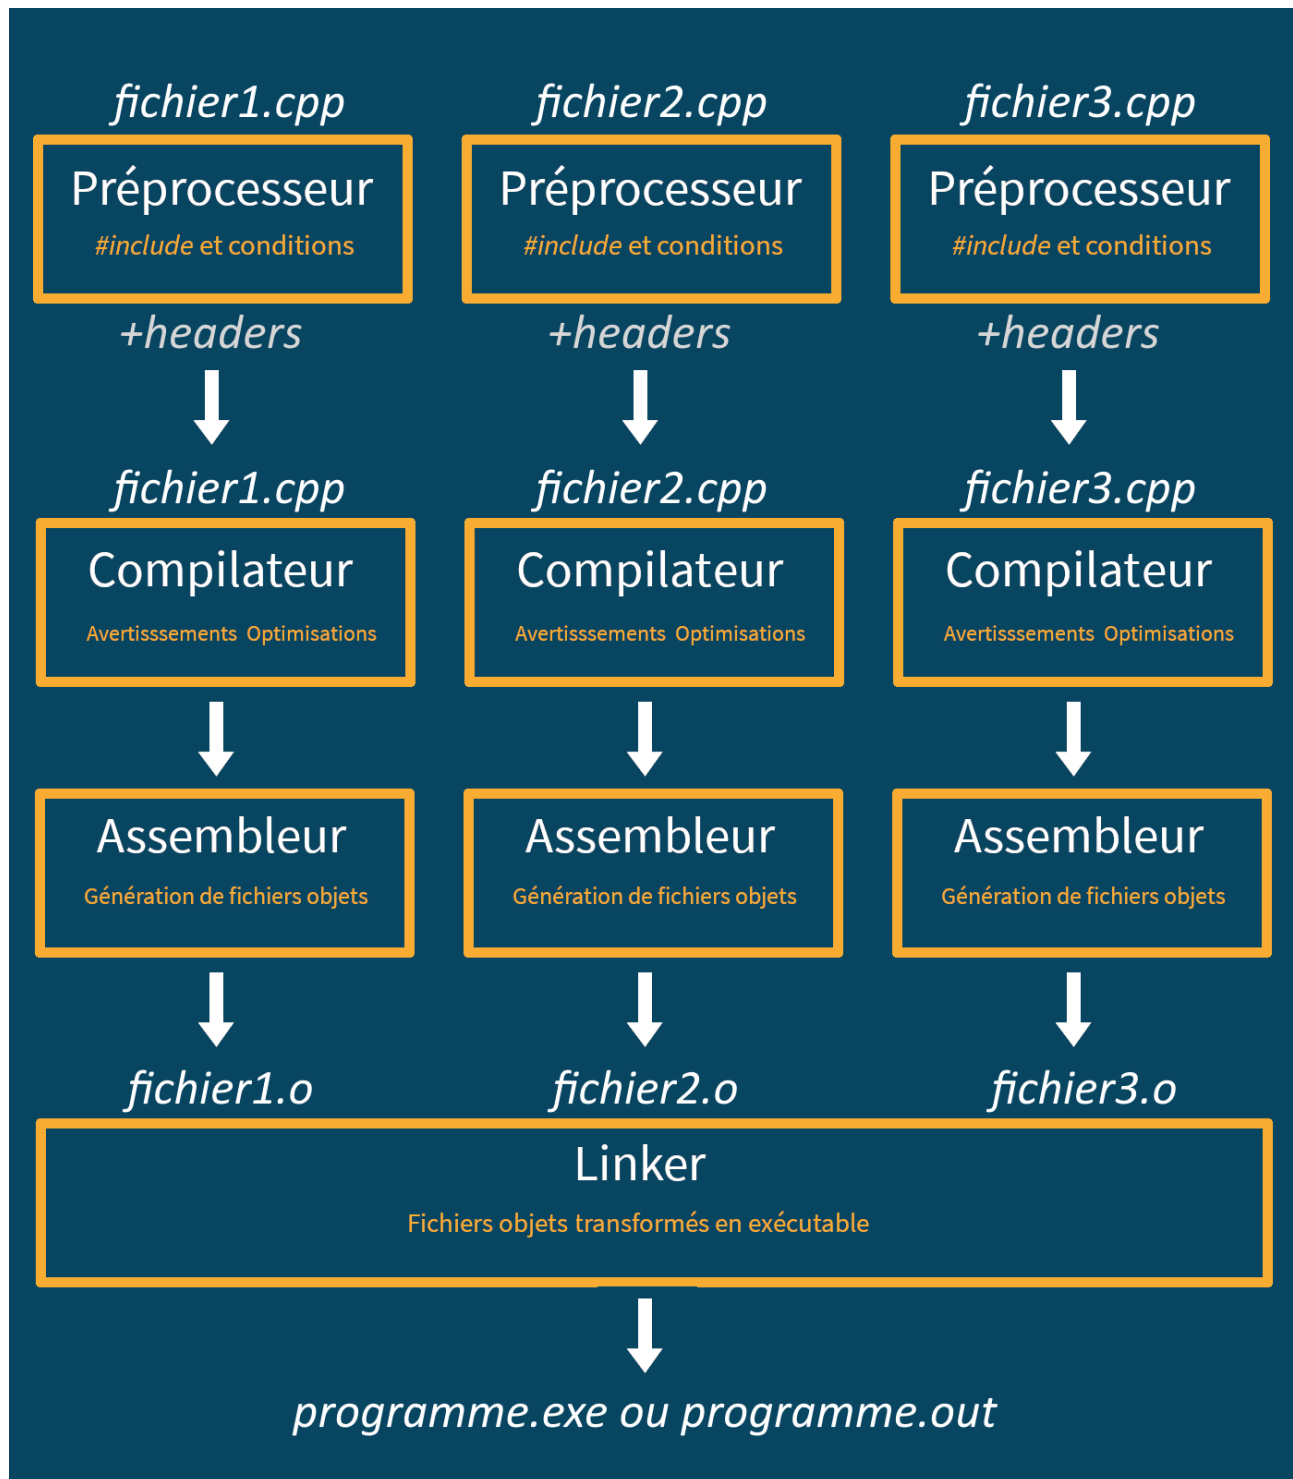 fichier1.cpp fichier2.cpp fichier3.cpp
Préprocesseur Préprocesseur Préprocesseur
#include et conditions #include et conditions #include et conditions
+headers +headers +headers
fichier1.cpp fichier2.cpp fichier3.cpp
Compilateur Compilateur Compilateur
Avertisssements Optimisations Avertisssements Optimisations Avertisssements Optimisations
Assembleur Assembleur Assembleur
Génération de fichiers objets Génération de fichiers objets Génération de fichiers objets
fichier1.o fichier2.o fichier3.o
Linker
Fichiers objets transformés en exécutable
programme.exe ou programme.out